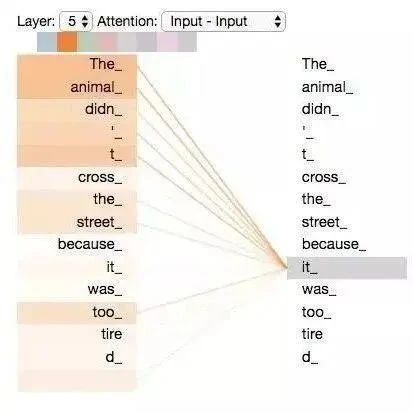 Layer: 5 Attention: Input - Input
The_ The_
animal_ animal_
didn_ didn_
'_ '_
t_ t_
cross_ cross_
the_ the_
street_ street_
because_ because_
it_ it_
was_ was_
too_ too_
tire tire
d_ d_